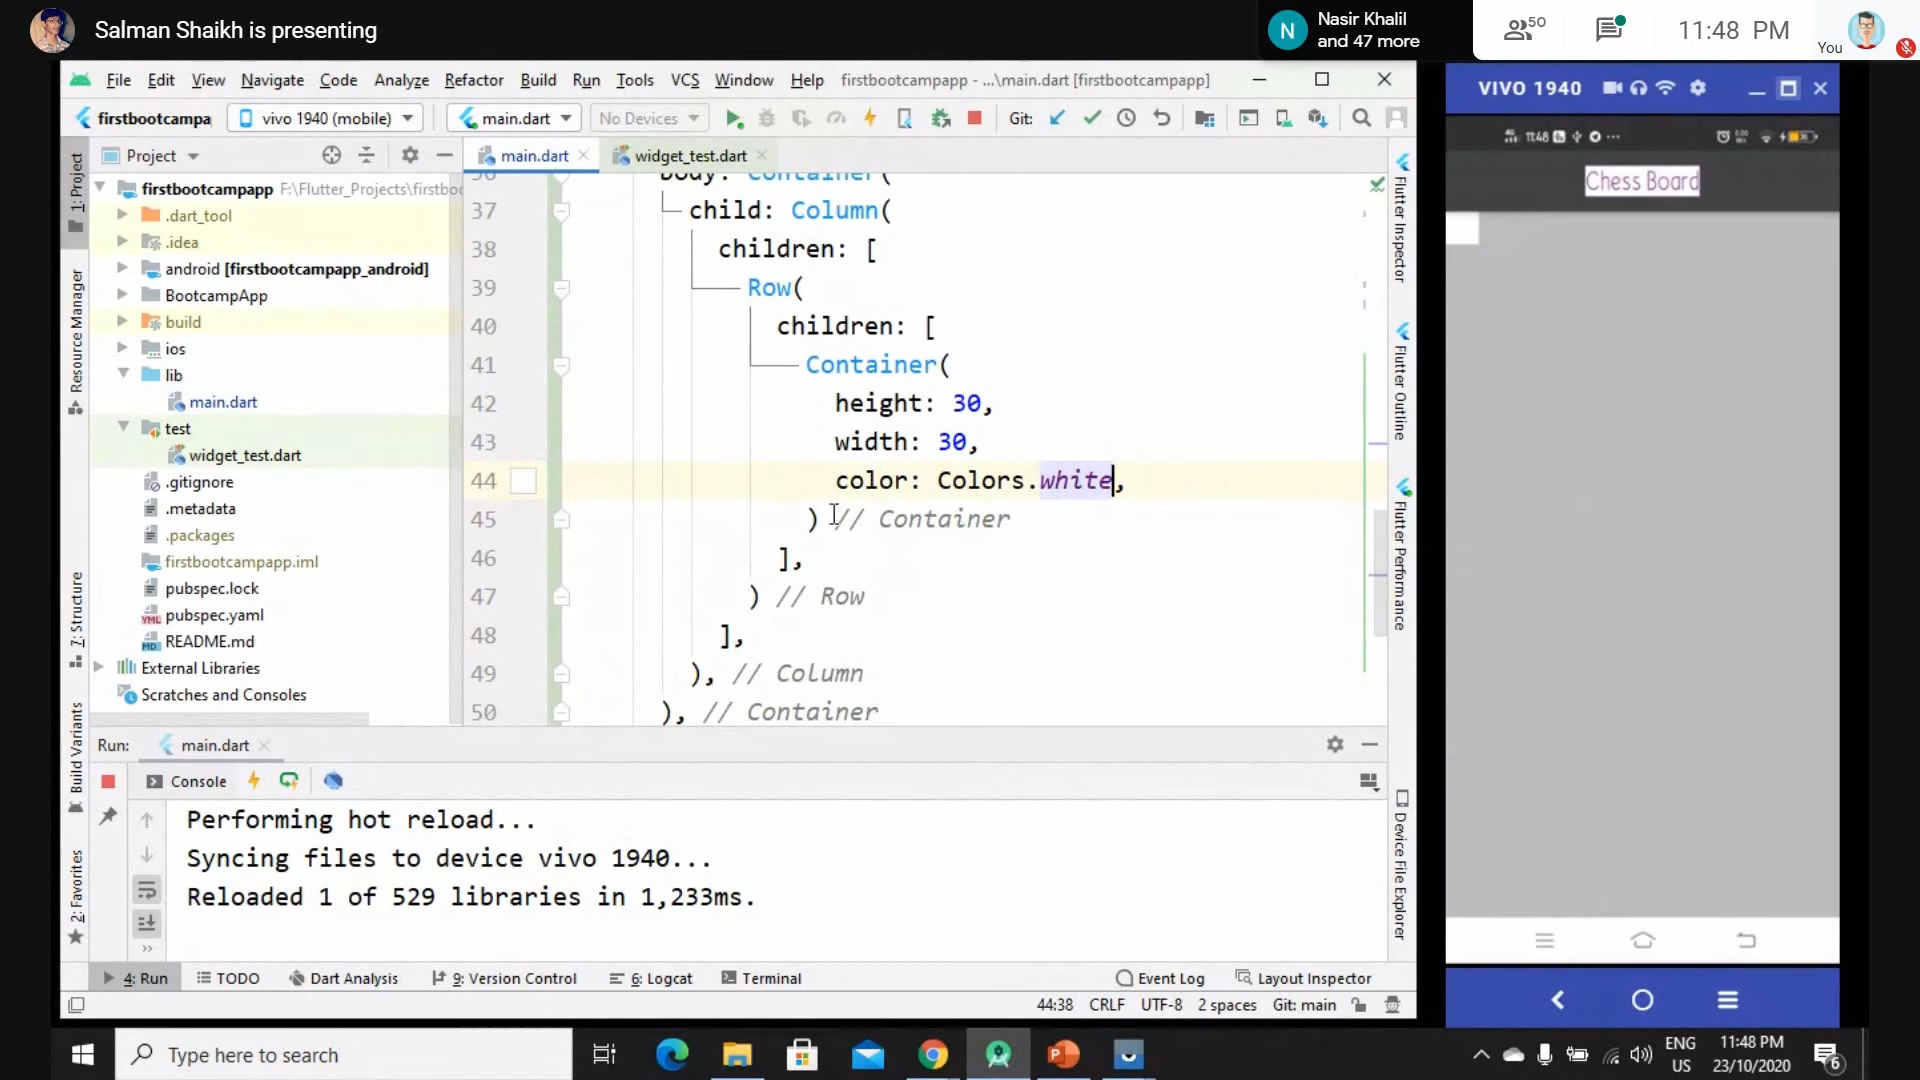 Salman Shaikh is presenting
N
Nasir Khalil
and 47 more
50
11:48 PM
You
File Edit View Navigate Code Analyze Refactor Build Run Tools VCS Window Help firstbootcampapp - ...\main.dart [firstbootcampapp]
firstbootcampa vivo 1940 (mobile) main.dart No Devices Git:
Project
main.dart
widget_test.dart
firstbootcampapp F:\Flutter_Projects\firstboo
.dart_tool
.idea
android [firstbootcampapp_android]
BootcampApp
build
ios
lib
main.dart
test
widget_test.dart
.gitignore
.metadata
.packages
firstbootcampapp.iml
pubspec.lock
pubspec.yaml
README.md
External Libraries
Scratches and Consoles
1: Project
Resource Manager
7: Structure
Build Variants
2: Favorites
36 body: Container(
37 child: Column(
38 children: [
39 Row(
40 children: [
41 Container(
42 height: 30,
43 width: 30,
44 color: Colors.white,
45 ) // Container
46 ],
47 ) // Row
48 ],
49 ), // Column
50 ), // Container
Flutter Inspector
Flutter Outline
Flutter Performance
Device File Explorer
Run: main.dart
Console
Performing hot reload...
Syncing files to device vivo 1940...
Reloaded 1 of 529 libraries in 1,233ms.
4: Run TODO Dart Analysis 9: Version Control 6: Logcat Terminal Event Log Layout Inspector
44:38 CRLF UTF-8 2 spaces Git: main
VIVO 1940
11:48
Chess Board
Type here to search
ENG
US
11:48 PM
23/10/2020
6